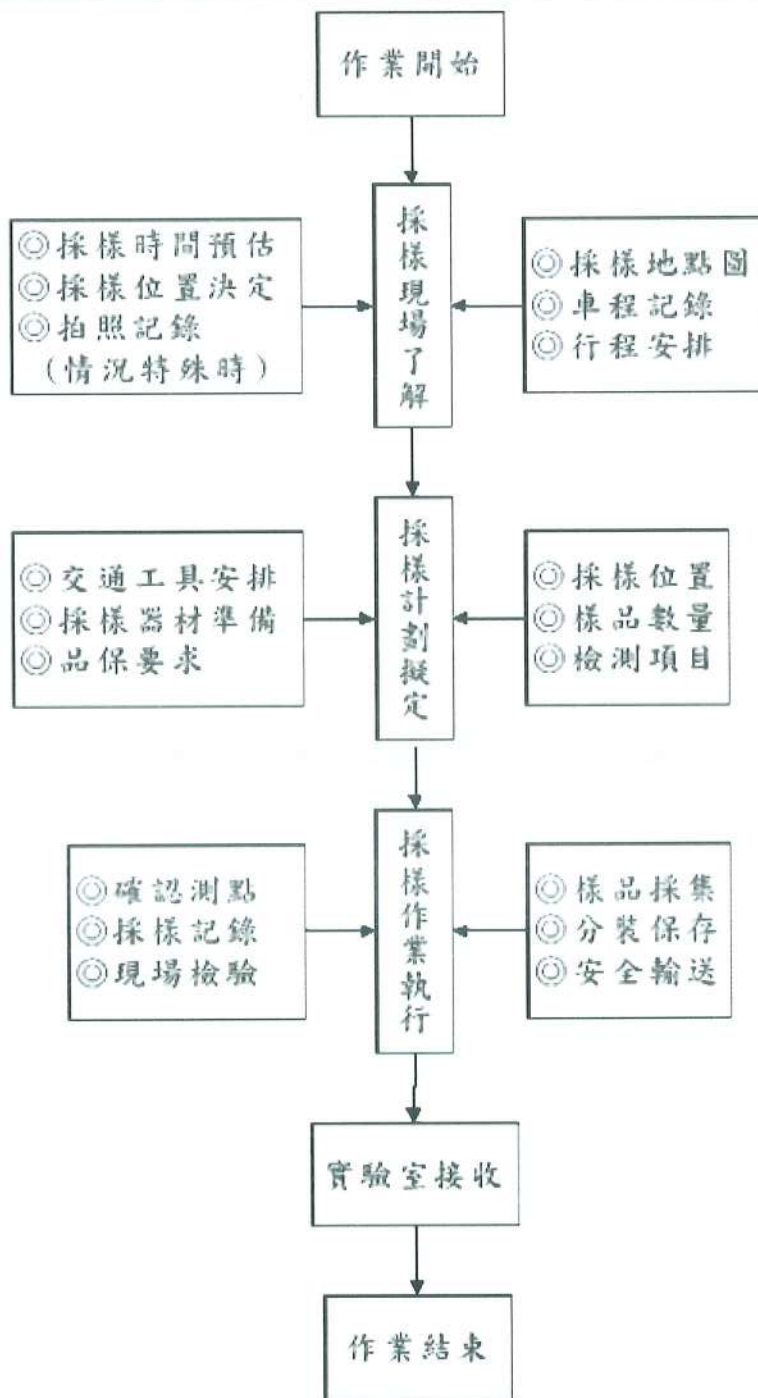 作業開始
◎採樣時間預估
◎採樣位置決定
◎拍照記錄
(情況特殊時)
採樣現場了解
◎採樣地點圖
◎車程記錄
◎行程安排
◎交通工具安排
◎採樣器材準備
◎品保要求
採樣計劃擬定
◎採樣位置
◎樣品數量
◎檢測項目
◎確認測點
◎採樣記錄
◎現場檢驗
採樣作業執行
◎樣品採集
◎分裝保存
◎安全輸送
實驗室接收
作業結束